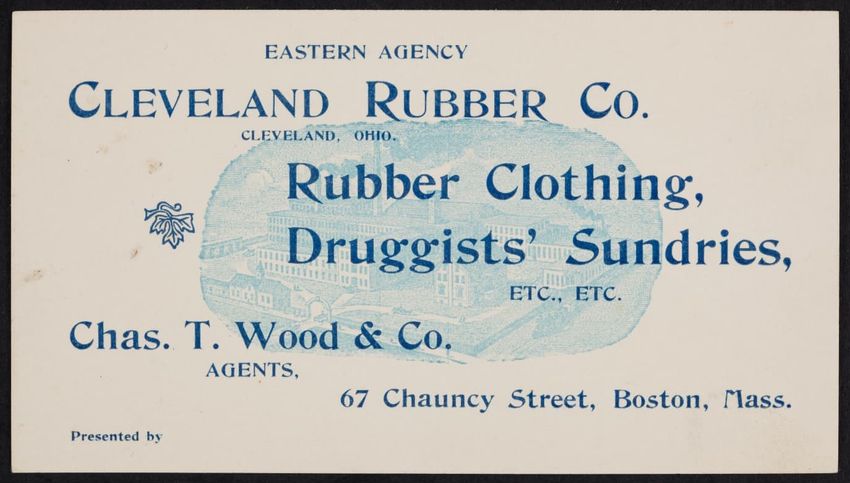 EASTERN AGENCY
CLEVELAND RUBBER CO.
CLEVELAND, OHIO.
Rubber Clothing,
Druggists' Sundries,
ETC., ETC.
Chas. T. Wood & Co.
AGENTS,
67 Chauncy Street, Boston, Mass.
Presented by